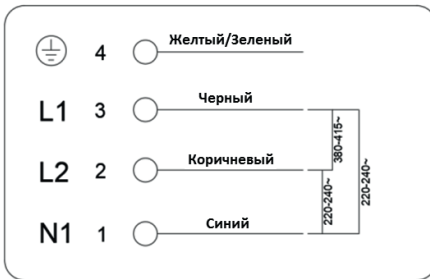 4 Желтый/Зеленый
L1 3 Черный
L2 2 Коричневый
N1 1 Синий
380-415~
220-240~
220-240~